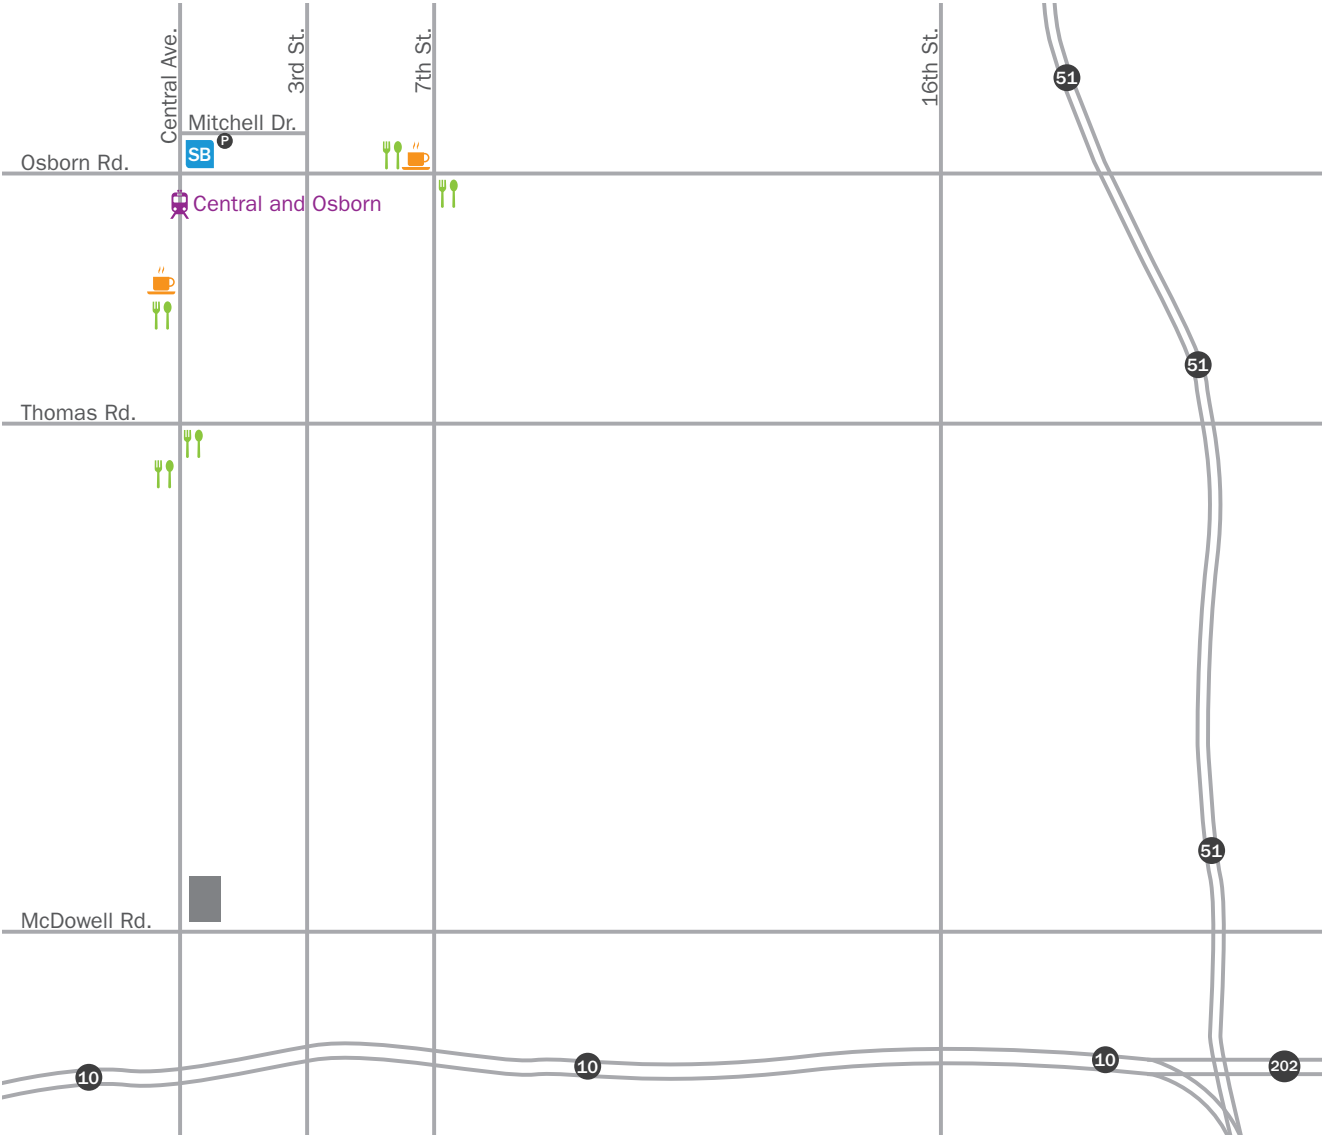 Central Ave.
3rd St.
7th St.
16th St.
51
Mitchell Dr.
P
SB
Osborn Rd.
Central and Osborn
51
Thomas Rd.
51
McDowell Rd.
10
10
10
202